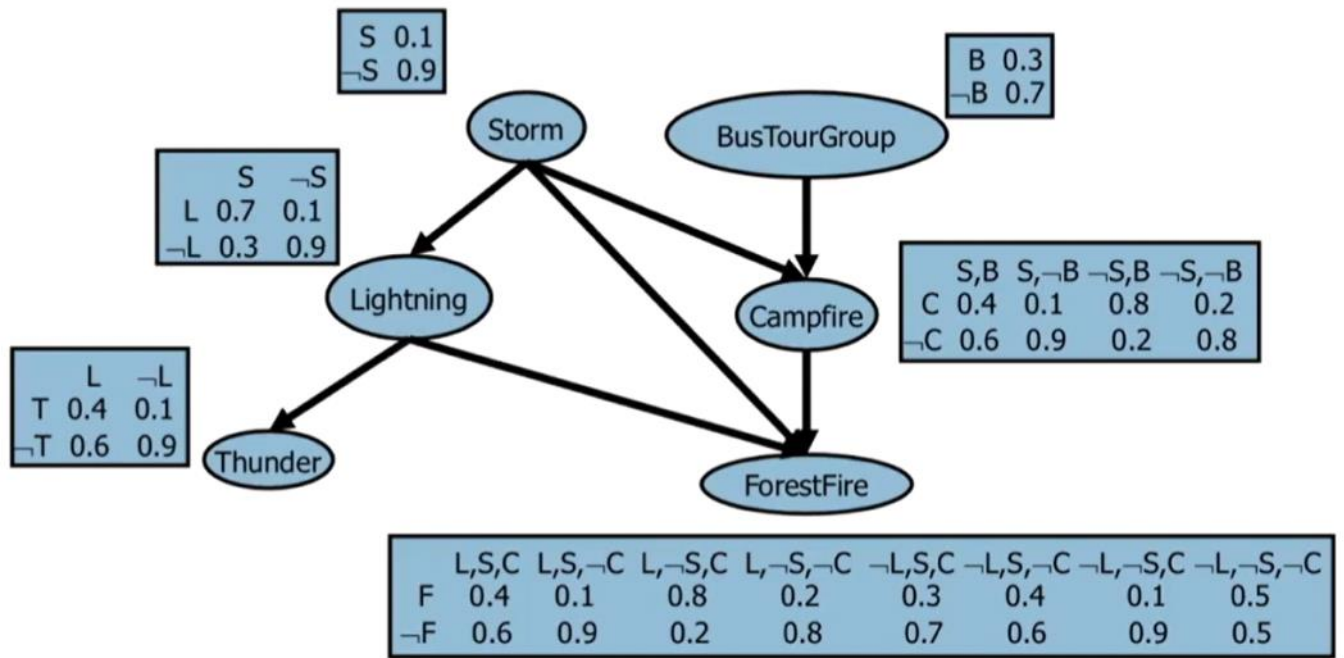 S 0.1
¬S 0.9
B 0.3
¬B 0.7
Storm
BusTourGroup
S ¬S
L 0.7 0.1
¬L 0.3 0.9
Lightning
Campfire
S,B S,¬B ¬S,B ¬S,¬B
C 0.4 0.1 0.8 0.2
¬C 0.6 0.9 0.2 0.8
L ¬L
T 0.4 0.1
¬T 0.6 0.9
Thunder
ForestFire
L,S,C L,S,¬C L,¬S,C L,¬S,¬C ¬L,S,C ¬L,S,¬C ¬L,¬S,C ¬L,¬S,¬C
F 0.4 0.1 0.8 0.2 0.3 0.4 0.1 0.5
¬F 0.6 0.9 0.2 0.8 0.7 0.6 0.9 0.5